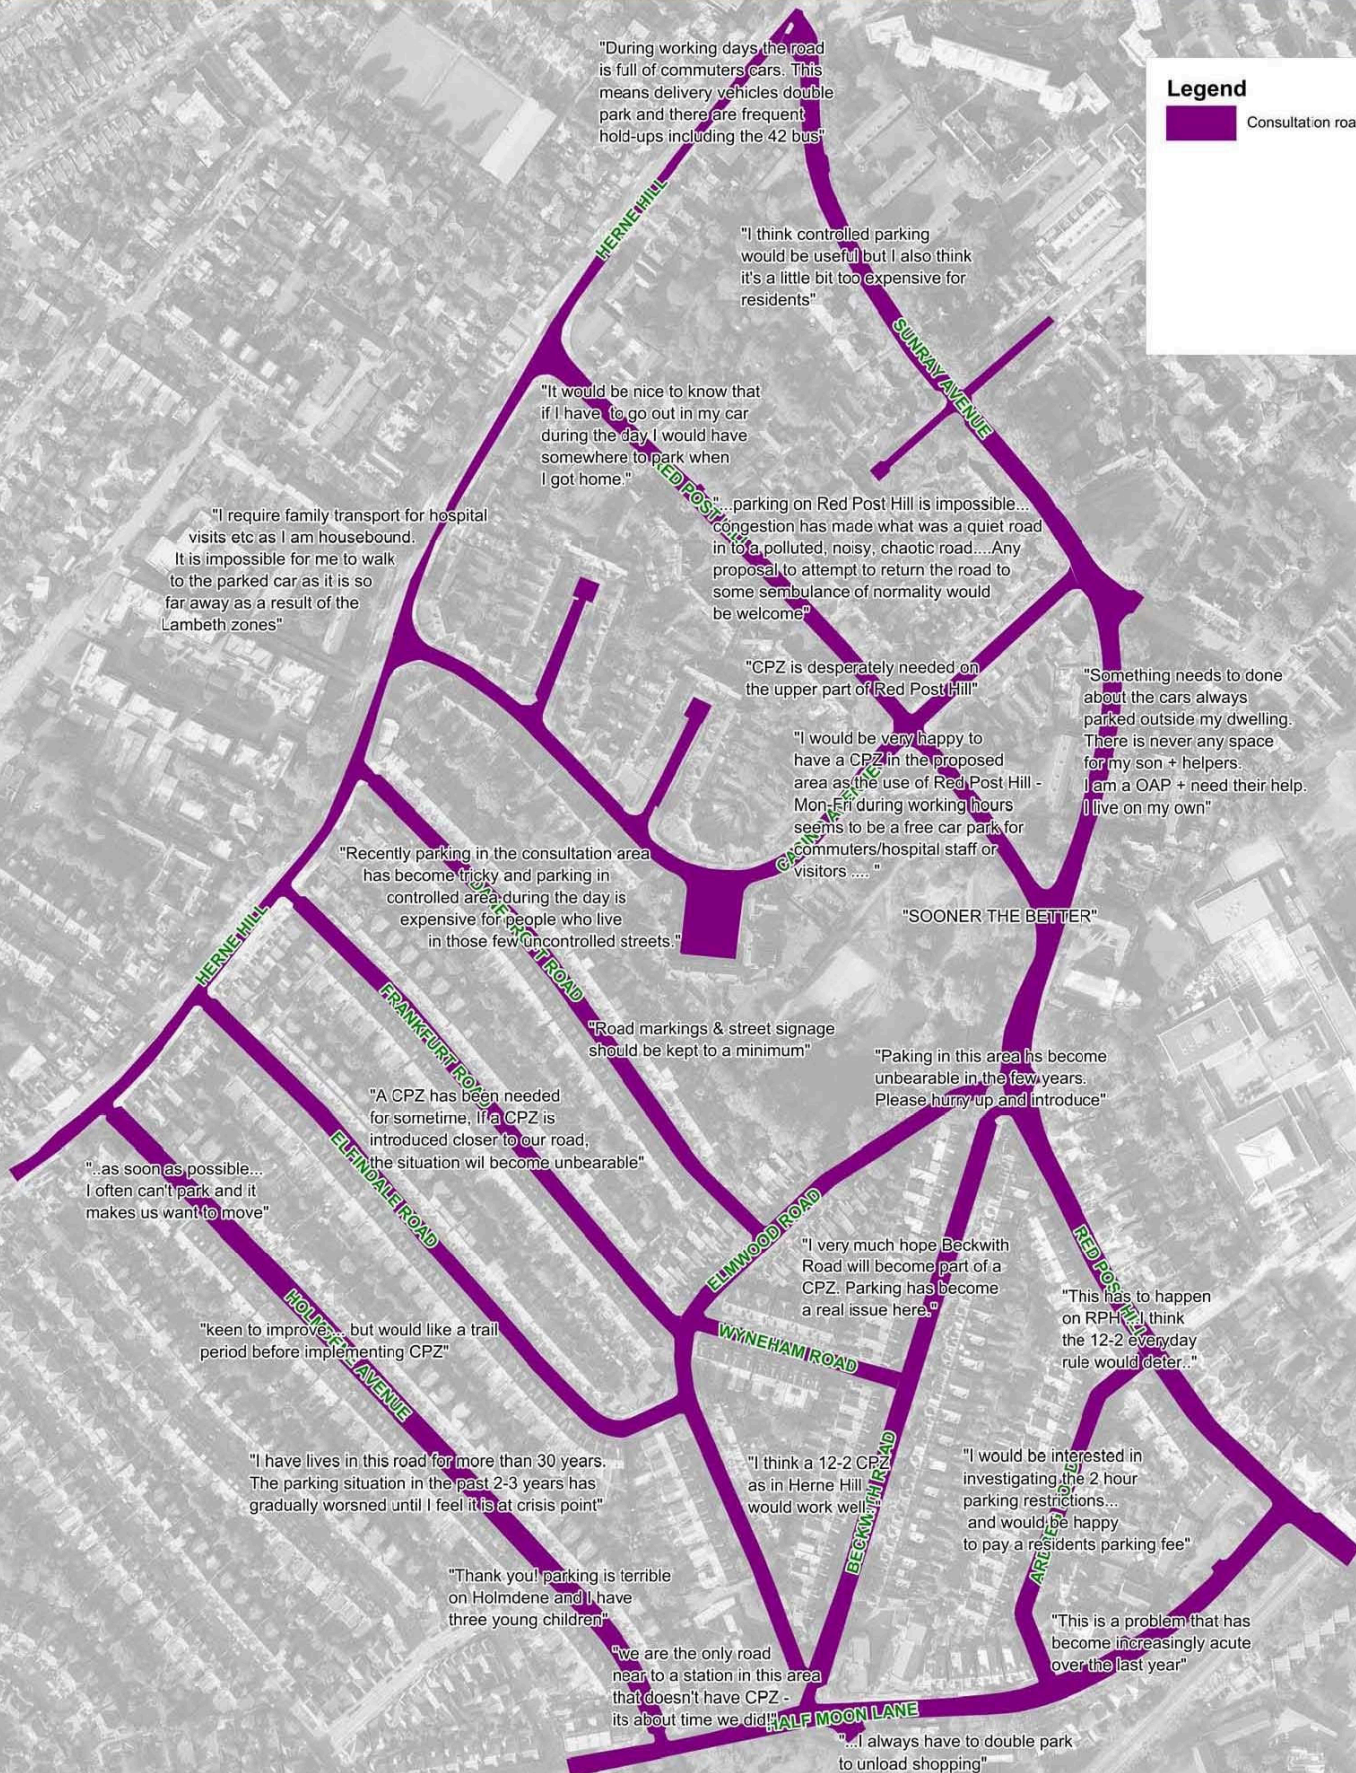 "During working days the road
is full of commuters cars. This
means delivery vehicles double
park and there are frequent
hold-ups including the 42 bus"
Legend
Consultation roa
HERNE HILL
"I think controlled parking
would be useful but I also think
it's a little bit too expensive for
residents"
SUNRAY AVENUE
"It would be nice to know that
if I have to go out in my car
during the day I would have
somewhere to park when
I got home."
RED POST HILL
"...parking on Red Post Hill is impossible...
congestion has made what was a quiet road
in to a polluted, noisy, chaotic road....Any
proposal to attempt to return the road to
some sembulance of normality would
be welcome"
"I require family transport for hospital
visits etc as I am housebound.
It is impossible for me to walk
to the parked car as it is so
far away as a result of the
Lambeth zones"
"CPZ is desperately needed on
the upper part of Red Post Hill"
"Something needs to done
about the cars always
parked outside my dwelling.
There is never any space
for my son + helpers.
I am a OAP + need their help.
I live on my own"
"I would be very happy to
have a CPZ in the proposed
area as the use of Red Post Hill -
Mon-Fri during working hours
seems to be a free car park for
commuters/hospital staff or
visitors .... "
"Recently parking in the consultation area
has become tricky and parking in
controlled area during the day is
expensive for people who live
in those few uncontrolled streets."
ROAD
"SOONER THE BETTER"
HERNE HILL
FRANKFURT ROAD
"Road markings & street signage
should be kept to a minimum"
"Paking in this area hs become
unbearable in the few years.
Please hurry up and introduce"
"A CPZ has been needed
for sometime, If a CPZ is
introduced closer to our road,
the situation wil become unbearable"
ELFINDALE ROAD
"..as soon as possible...
I often can't park and it
makes us want to move"
ELMWOOD ROAD
"I very much hope Beckwith
Road will become part of a
CPZ. Parking has become
a real issue here."
RED POST HILL
"This has to happen
on RPH. I think
the 12-2 everyday
rule would deter.."
WYNEHAM ROAD
HOLMDENE AVENUE
"keen to improve.... but would like a trail
period before implementing CPZ"
"I have lives in this road for more than 30 years.
The parking situation in the past 2-3 years has
gradually worsned until I feel it is at crisis point"
"I think a 12-2 CPZ
as in Herne Hill
would work well
BECKWITH ROAD
"I would be interested in
investigating the 2 hour
parking restrictions...
and would be happy
to pay a residents parking fee"
"Thank you! parking is terrible
on Holmdene and I have
three young children"
"This is a problem that has
become increasingly acute
over the last year"
"we are the only road
near to a station in this area
that doesn't have CPZ -
its about time we did!"
HALF MOON LANE
"...I always have to double park
to unload shopping"